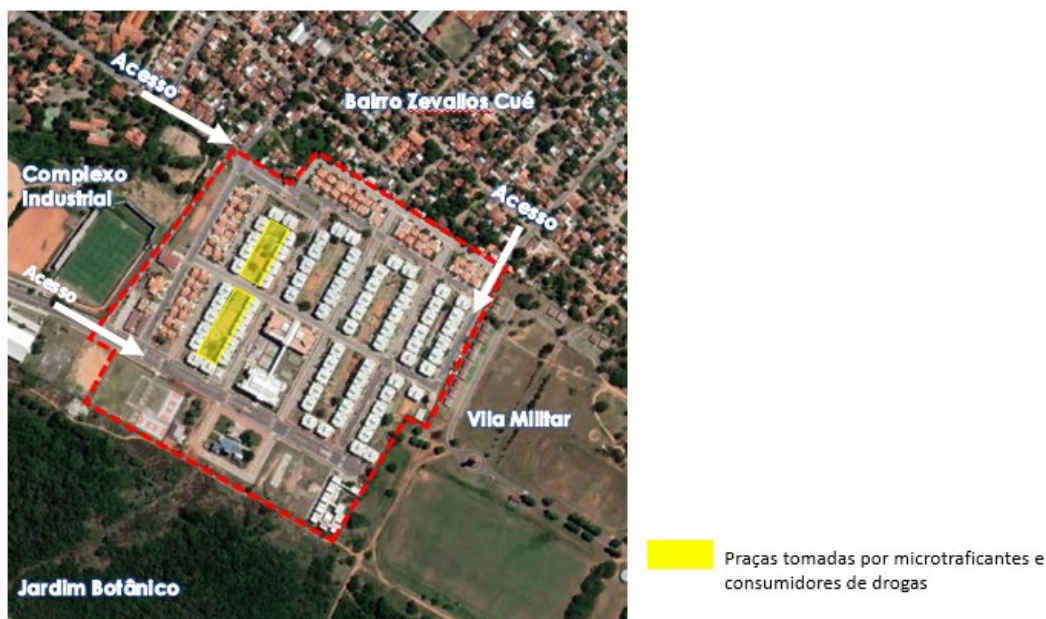 Acesso
Bairro Zevallos Cué
Complexo
Industrial
Acesso
Acesso
Vila Militar
Jardim Botânico
Praças tomadas por microtraficantes e
consumidores de drogas